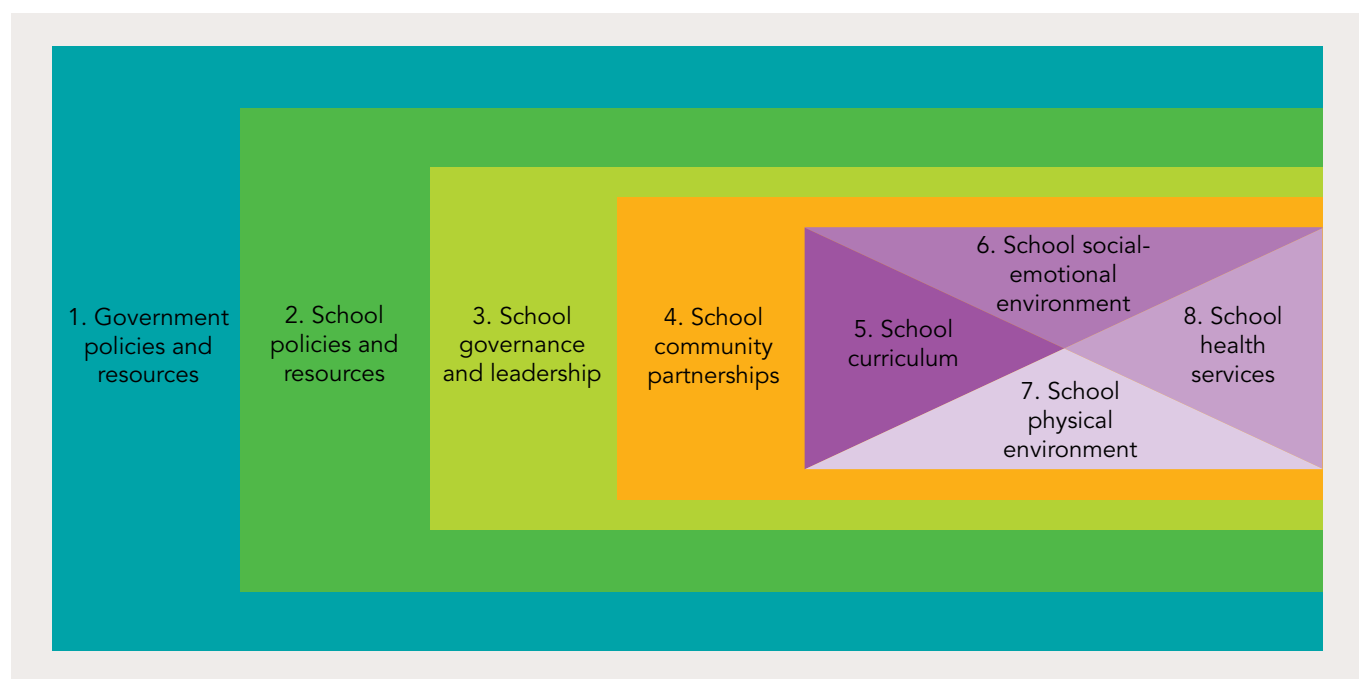 1. Government
policies and
resources
2. School
policies and
resources
3. School
governance
and leadership
4. School
community
partnerships
5. School
curriculum
6. School social-
emotional
environment
7. School
physical
environment
8. School
health
services